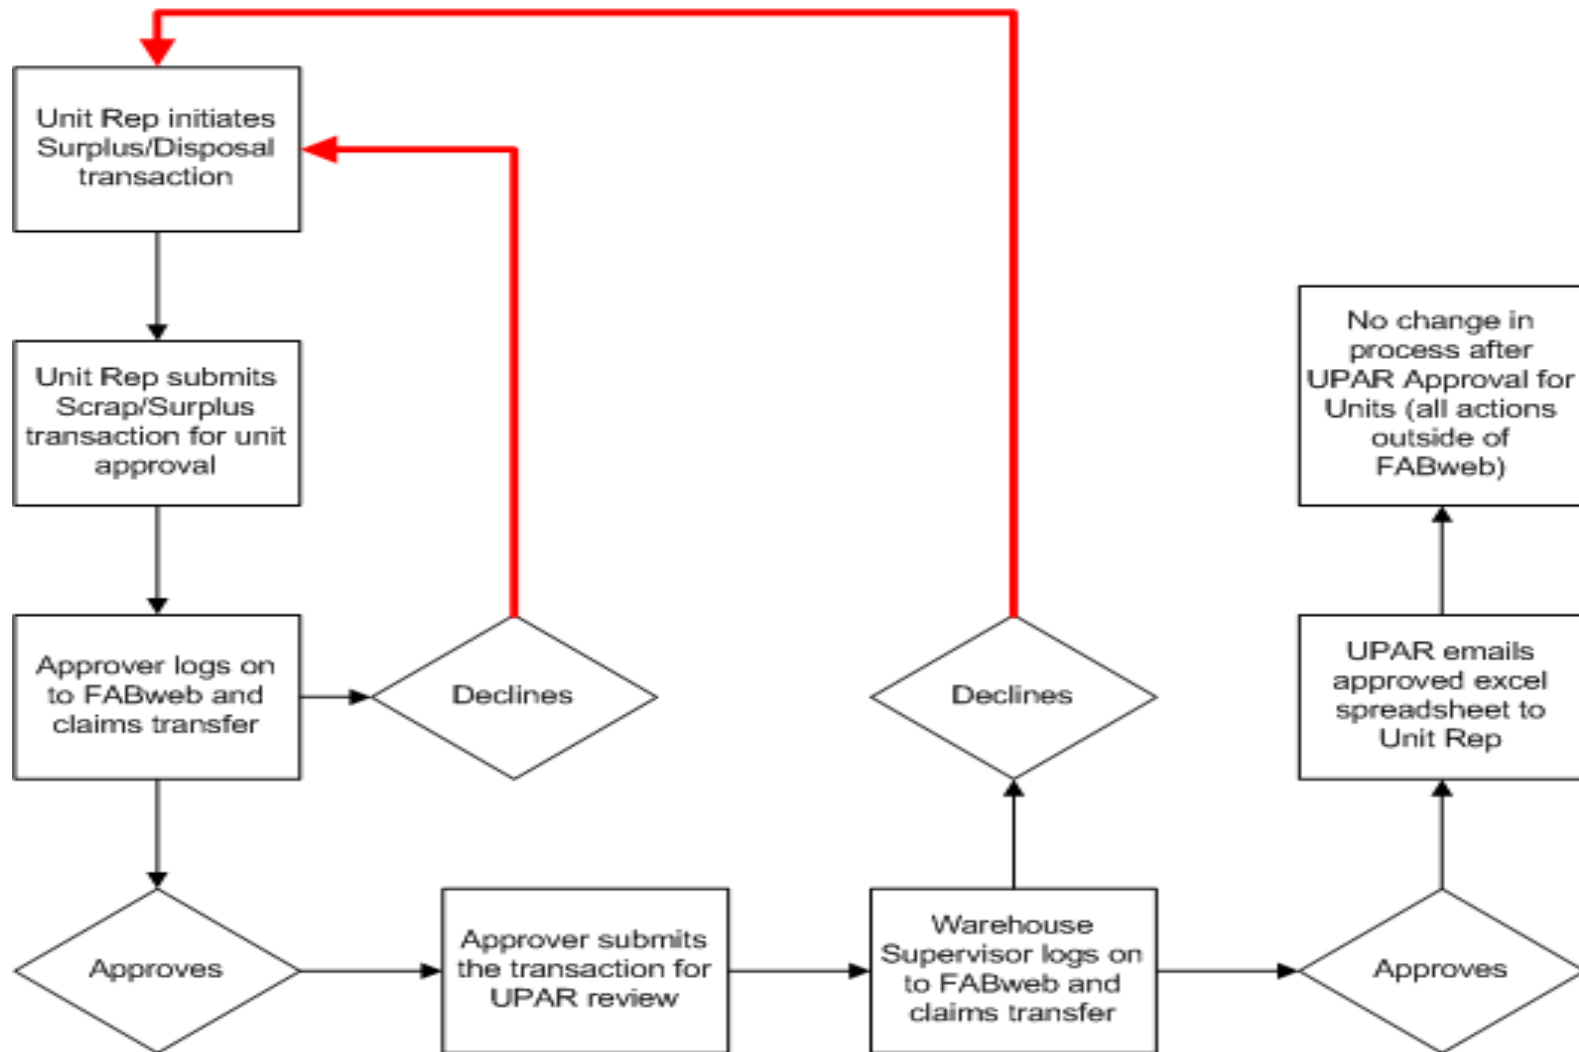 Unit Rep initiates
Surplus/Disposal
transaction
Unit Rep submits
Scrap/Surplus
transaction for unit
approval
Approver logs on
to FABweb and
claims transfer
Declines
Approves
Approver submits
the transaction for
UPAR review
Warehouse
Supervisor logs on
to FABweb and
claims transfer
Declines
Approves
UPAR emails
approved excel
spreadsheet to
Unit Rep
No change in
process after
UPAR Approval for
Units (all actions
outside of
FABweb)